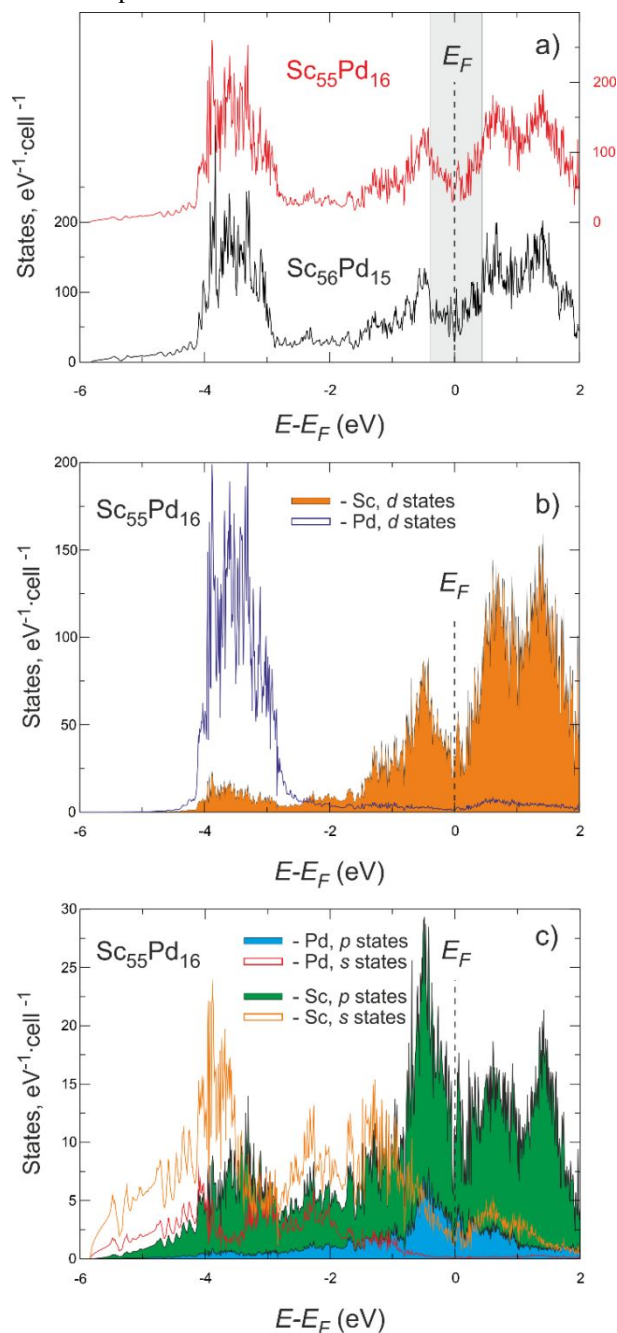 a)
E_F
Sc55Pd16
200
100
0
States, eV-1·cell -1
200
100
0
Sc56Pd15
-6 -4 -2 0 2
E-E_F (eV)
200
150
100
50
0
States, eV-1·cell -1
Sc55Pd16
- Sc, d states
- Pd, d states
b)
E_F
-6 -4 -2 0 2
E-E_F (eV)
30
25
20
15
10
5
0
States, eV-1·cell -1
Sc55Pd16
- Pd, p states
- Pd, s states
- Sc, p states
- Sc, s states
c)
E_F
-6 -4 -2 0 2
E-E_F (eV)